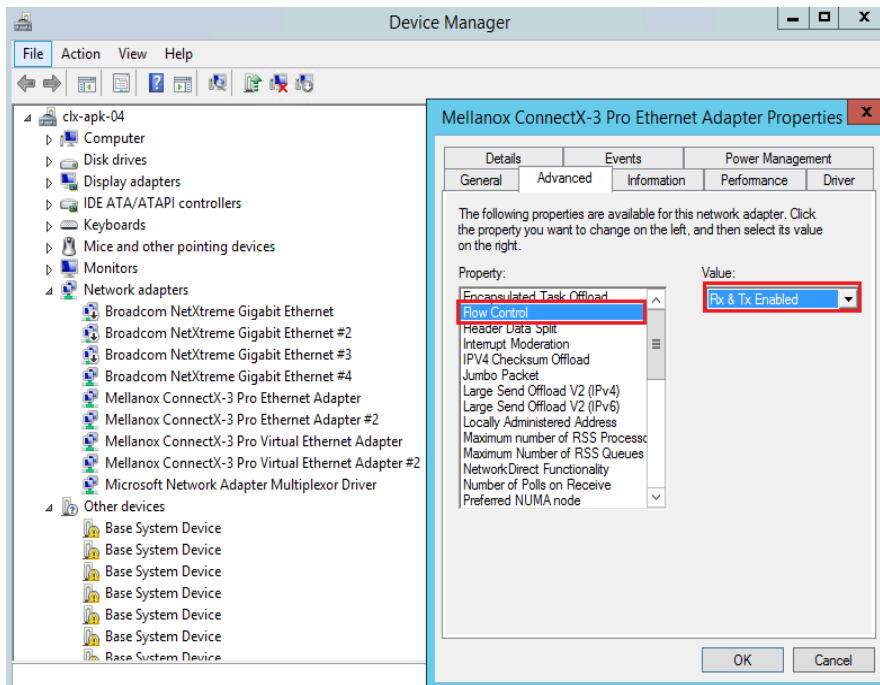 Device Manager
x
File Action View Help
clx-apk-04
Computer
Disk drives
Display adapters
IDE ATA/ATAPI controllers
Keyboards
Mice and other pointing devices
Monitors
Network adapters
Broadcom NetXtreme Gigabit Ethernet
Broadcom NetXtreme Gigabit Ethernet #2
Broadcom NetXtreme Gigabit Ethernet #3
Broadcom NetXtreme Gigabit Ethernet #4
Mellanox ConnectX-3 Pro Ethernet Adapter
Mellanox ConnectX-3 Pro Ethernet Adapter #2
Mellanox ConnectX-3 Pro Virtual Ethernet Adapter
Mellanox ConnectX-3 Pro Virtual Ethernet Adapter #2
Microsoft Network Adapter Multiplexor Driver
Other devices
Base System Device
Base System Device
Base System Device
Base System Device
Base System Device
Base System Device
Base System Device
Mellanox ConnectX-3 Pro Ethernet Adapter Properties
x
Details Events Power Management
General Advanced Information Performance Driver
The following properties are available for this network adapter. Click
the property you want to change on the left, and then select its value
on the right.
Property:
Value:
Encapsulated Task Offload
Flow Control
Header Data Split
Interrupt Moderation
IPV4 Checksum Offload
Jumbo Packet
Large Send Offload V2 (IPv4)
Large Send Offload V2 (IPv6)
Locally Administered Address
Maximum number of RSS Processo
Maximum Number of RSS Queues
NetworkDirect Functionality
Number of Polls on Receive
Preferred NUMA node
Rx & Tx Enabled
OK Cancel